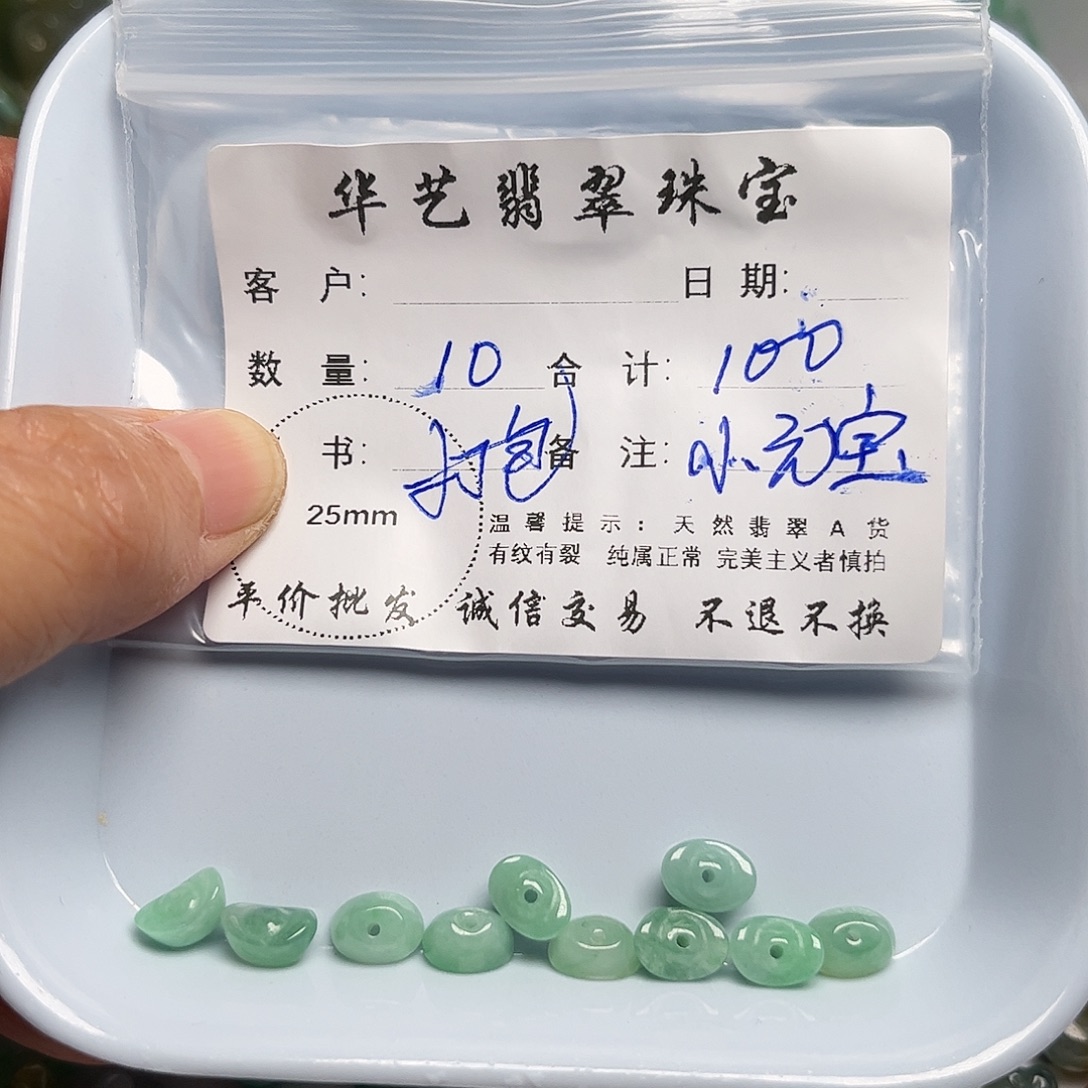 华艺翡翠珠宝
客 户： 日 期：
数 量： 10 合 计： 100
书： 打包 备 注： 小元宝
25mm
温馨提示：天然翡翠A货
有纹有裂 纯属正常 完美主义者慎拍
平价批发 诚信交易 不退不换